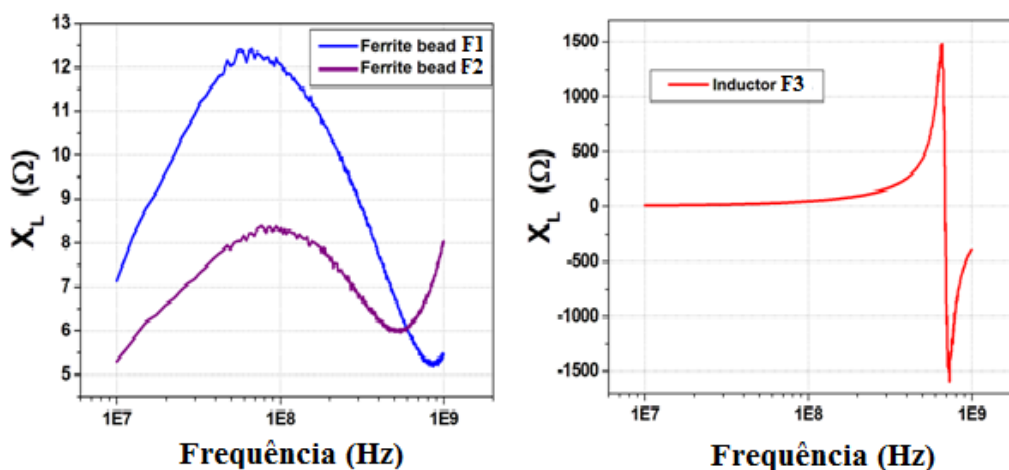 13
12
11
10
9
8
7
6
5
X_L (Ω)
Ferrite bead F1
Ferrite bead F2
1E7
1E8
1E9
Frequência (Hz)
1500
1000
500
0
-500
-1000
-1500
X_L (Ω)
Inductor F3
1E7
1E8
1E9
Frequência (Hz)